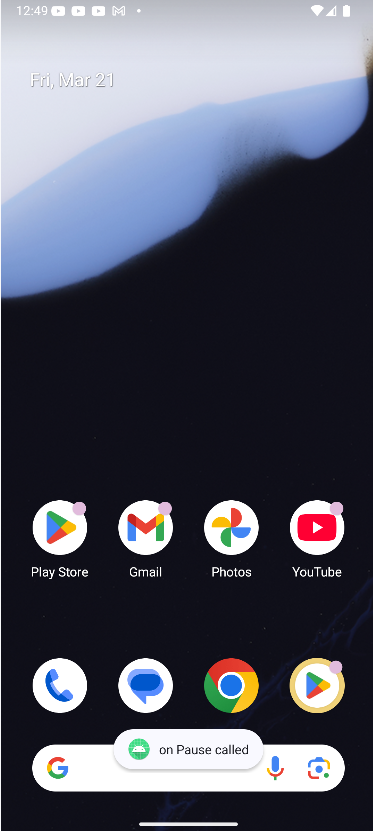 12:49
Fri, Mar 21
Play Store
Gmail
Photos
YouTube
on Pause called